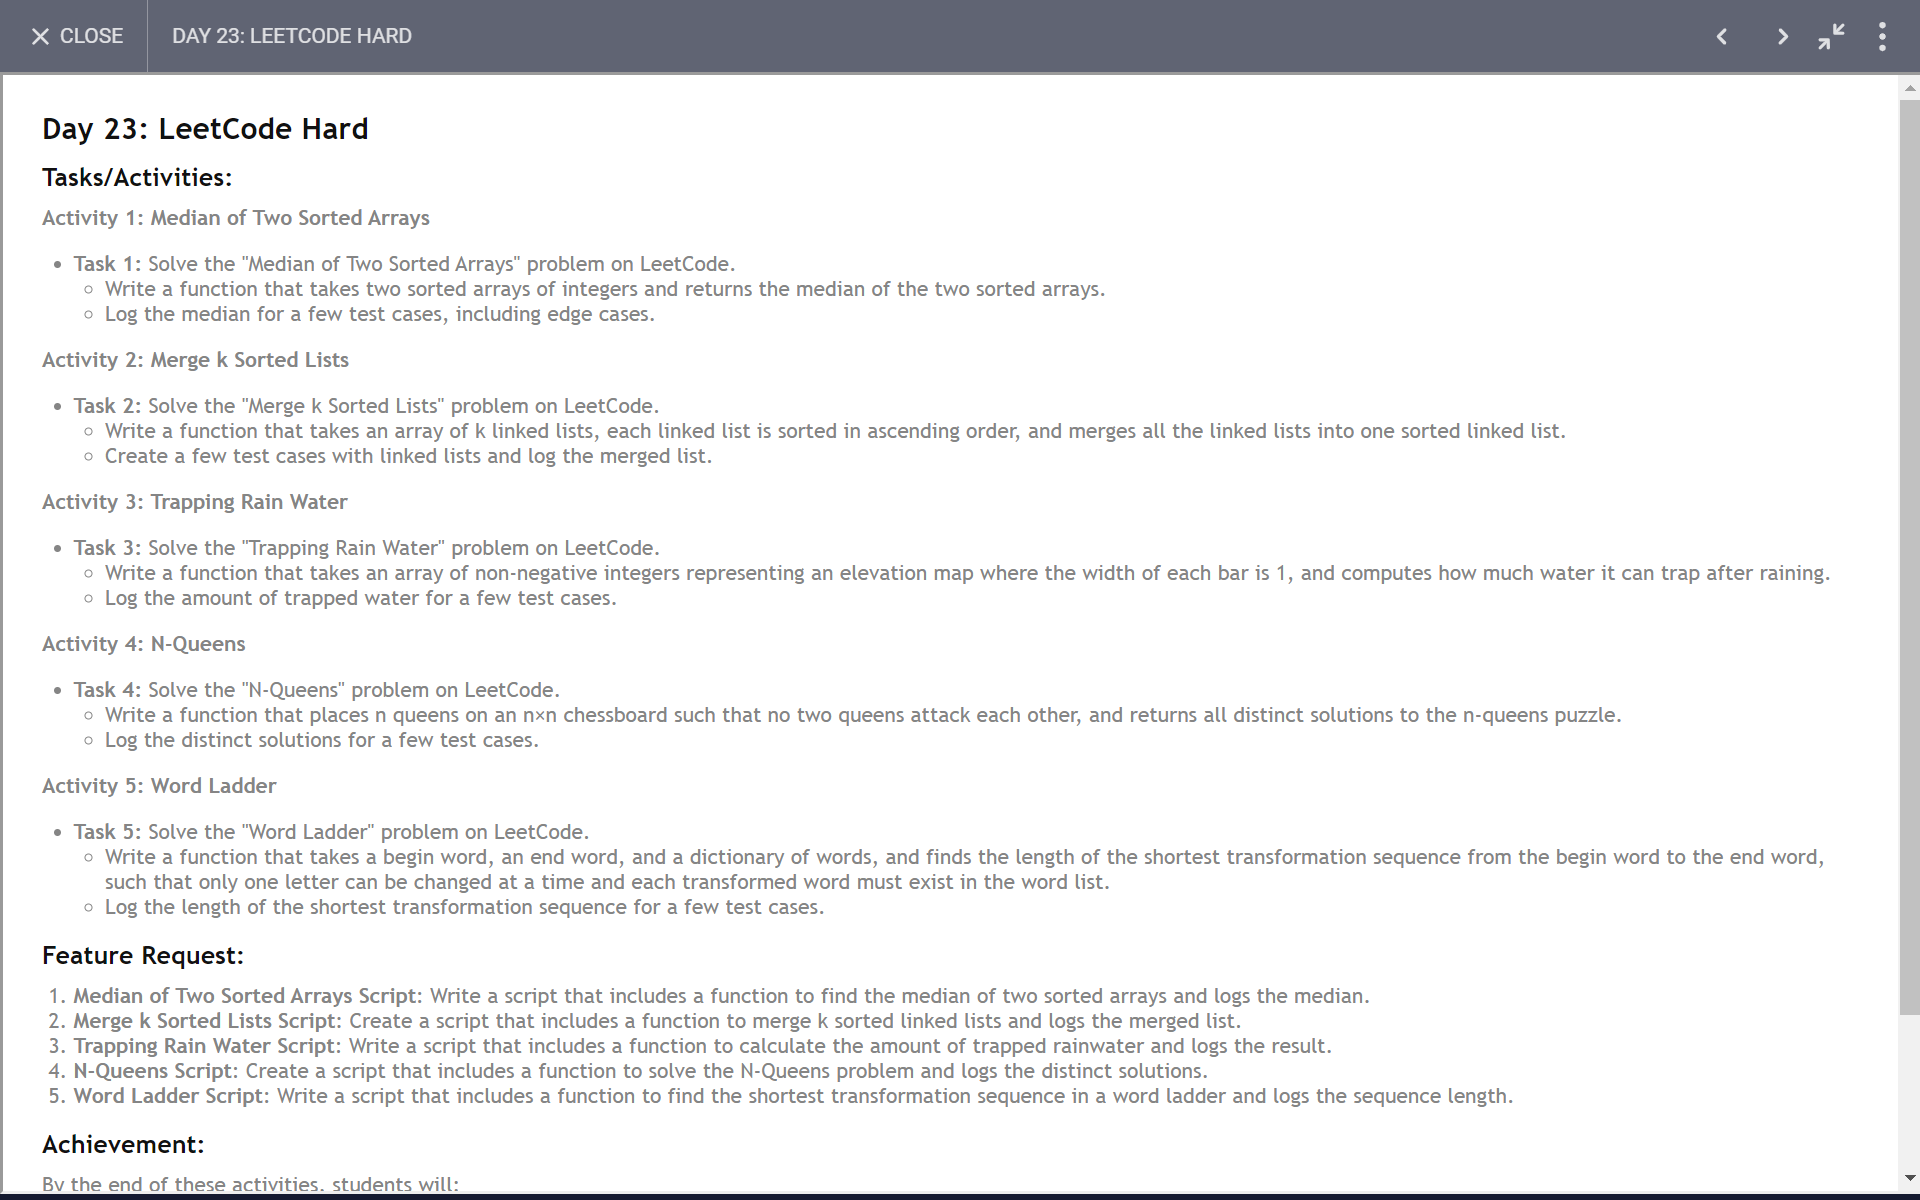 CLOSE
DAY 23: LEETCODE HARD
Day 23: LeetCode Hard
Tasks/Activities:
Activity 1: Median of Two Sorted Arrays
• Task 1: Solve the "Median of Two Sorted Arrays" problem on LeetCode.
◦ Write a function that takes two sorted arrays of integers and returns the median of the two sorted arrays.
◦ Log the median for a few test cases, including edge cases.
Activity 2: Merge k Sorted Lists
• Task 2: Solve the "Merge k Sorted Lists" problem on LeetCode.
◦ Write a function that takes an array of k linked lists, each linked list is sorted in ascending order, and merges all the linked lists into one sorted linked list.
◦ Create a few test cases with linked lists and log the merged list.
Activity 3: Trapping Rain Water
• Task 3: Solve the "Trapping Rain Water" problem on LeetCode.
◦ Write a function that takes an array of non-negative integers representing an elevation map where the width of each bar is 1, and computes how much water it can trap after raining.
◦ Log the amount of trapped water for a few test cases.
Activity 4: N-Queens
• Task 4: Solve the "N-Queens" problem on LeetCode.
◦ Write a function that places n queens on an n×n chessboard such that no two queens attack each other, and returns all distinct solutions to the n-queens puzzle.
◦ Log the distinct solutions for a few test cases.
Activity 5: Word Ladder
• Task 5: Solve the "Word Ladder" problem on LeetCode.
◦ Write a function that takes a begin word, an end word, and a dictionary of words, and finds the length of the shortest transformation sequence from the begin word to the end word,
such that only one letter can be changed at a time and each transformed word must exist in the word list.
◦ Log the length of the shortest transformation sequence for a few test cases.
Feature Request:
1. Median of Two Sorted Arrays Script: Write a script that includes a function to find the median of two sorted arrays and logs the median.
2. Merge k Sorted Lists Script: Create a script that includes a function to merge k sorted linked lists and logs the merged list.
3. Trapping Rain Water Script: Write a script that includes a function to calculate the amount of trapped rainwater and logs the result.
4. N-Queens Script: Create a script that includes a function to solve the N-Queens problem and logs the distinct solutions.
5. Word Ladder Script: Write a script that includes a function to find the shortest transformation sequence in a word ladder and logs the sequence length.
Achievement:
By the end of these activities, students will: